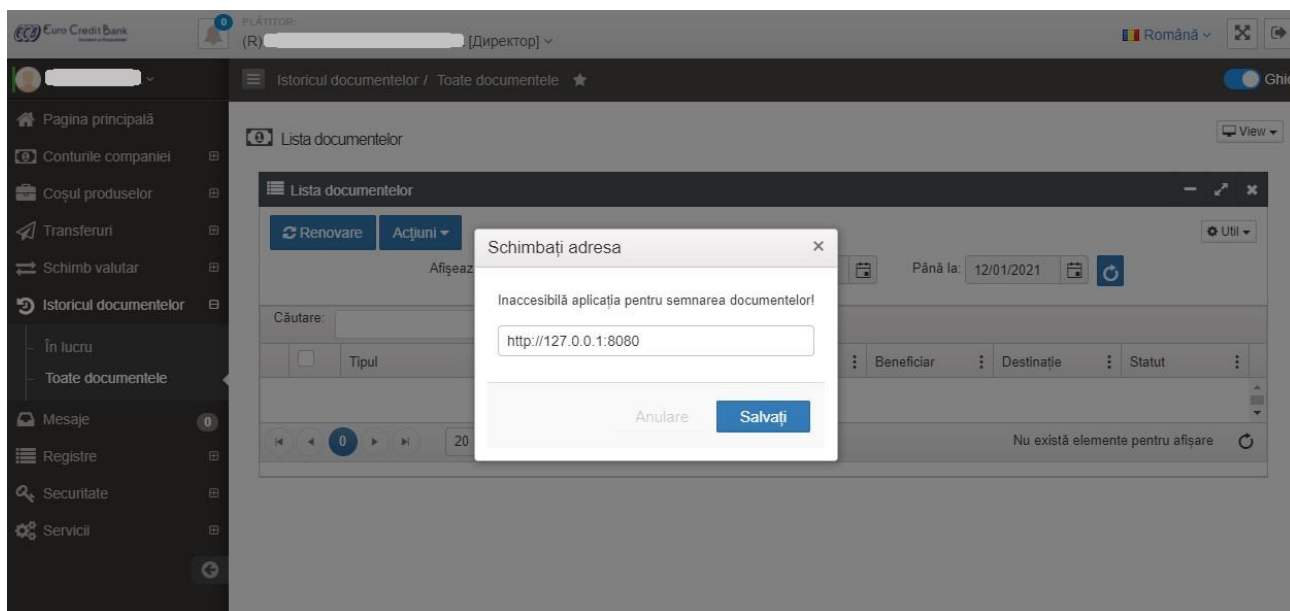 Euro Credit Bank
0
PLĂTITOR:
(R) [Директор]
Română
Istoricul documentelor / Toate documentele
Ghid
Pagina principală
Conturile companiei
Coșul produselor
Transferuri
Schimb valutar
Istoricul documentelor
În lucru
Toate documentele
Mesaje 0
Registre
Securitate
Servicii
Lista documentelor
View
Lista documentelor
Renovare Acţiuni
Util
Afişeaz Până la: 12/01/2021
Căutare:
Tipul Beneficiar Destinație Statut
0 20 Nu există elemente pentru afișare
Schimbați adresa
Inaccesibilă aplicația pentru semnarea documentelor!
http://127.0.0.1:8080
Anulare Salvați